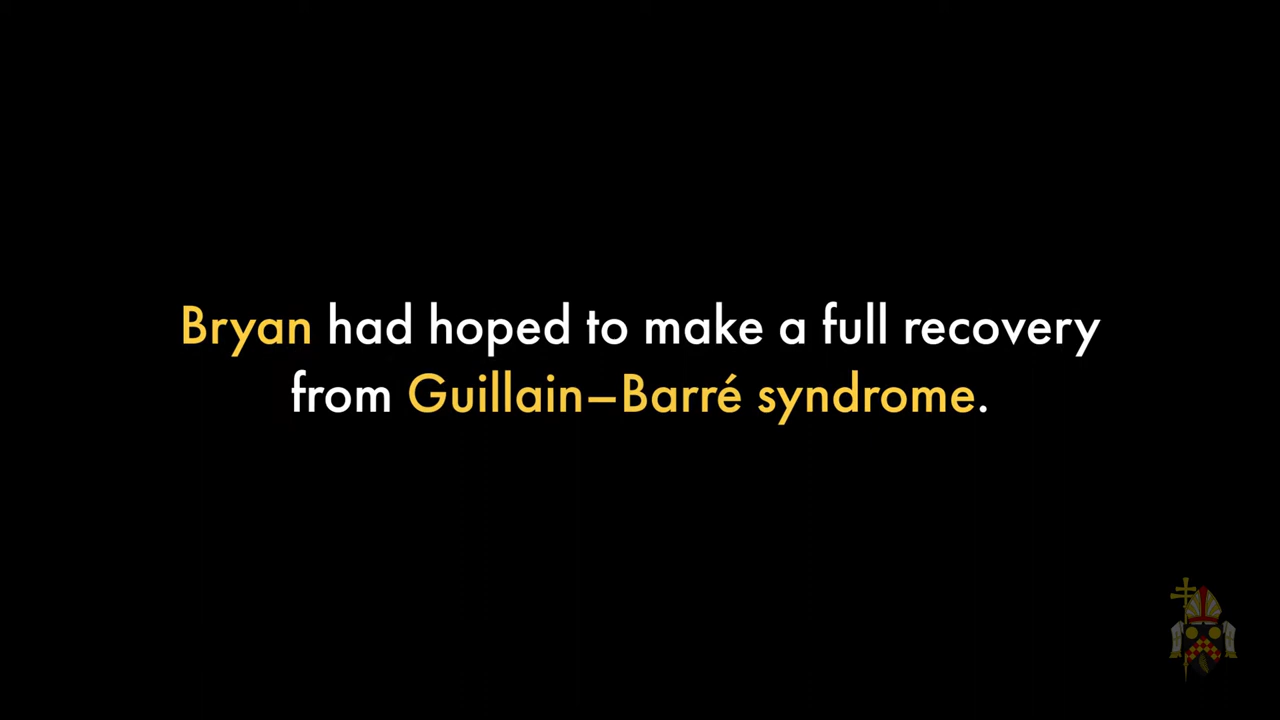 Bryan had hoped to make a full recovery
from Guillain–Barré syndrome.